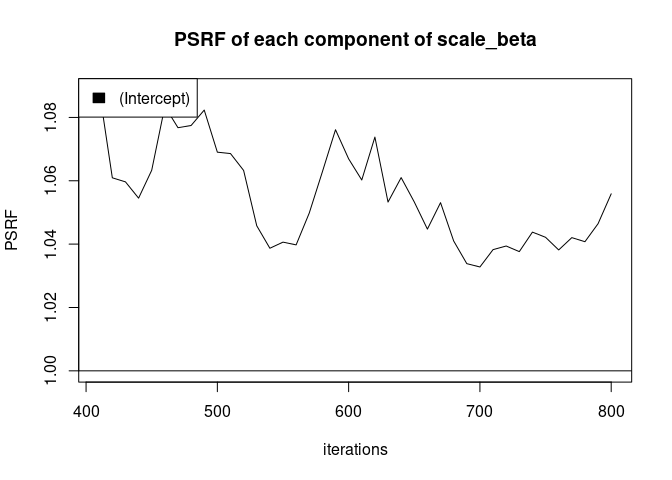 PSRF of each component of scale_beta
(Intercept)
PSRF
1.08
1.06
1.04
1.02
1.00
400 500 600 700 800
iterations